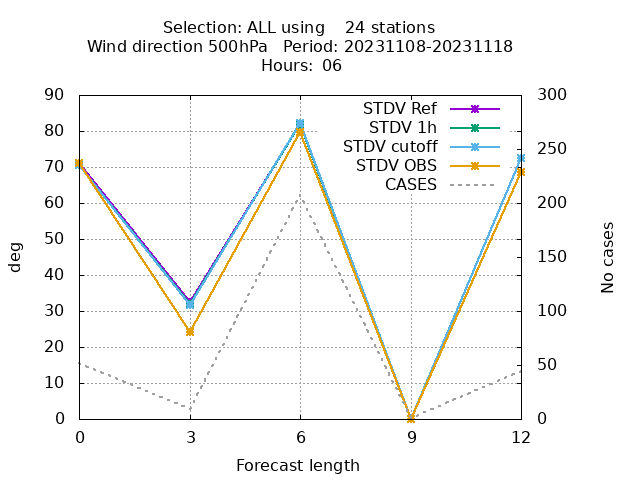 Selection: ALL using    24 stations
Wind direction 500hPa   Period: 20231108-20231118
Hours: 06
90
80
70
60
50
40
30
20
10
0
deg
300
250
200
150
100
50
0
No cases
STDV Ref
STDV 1h
STDV cutoff
STDV OBS
CASES
0 3 6 9 12
Forecast length